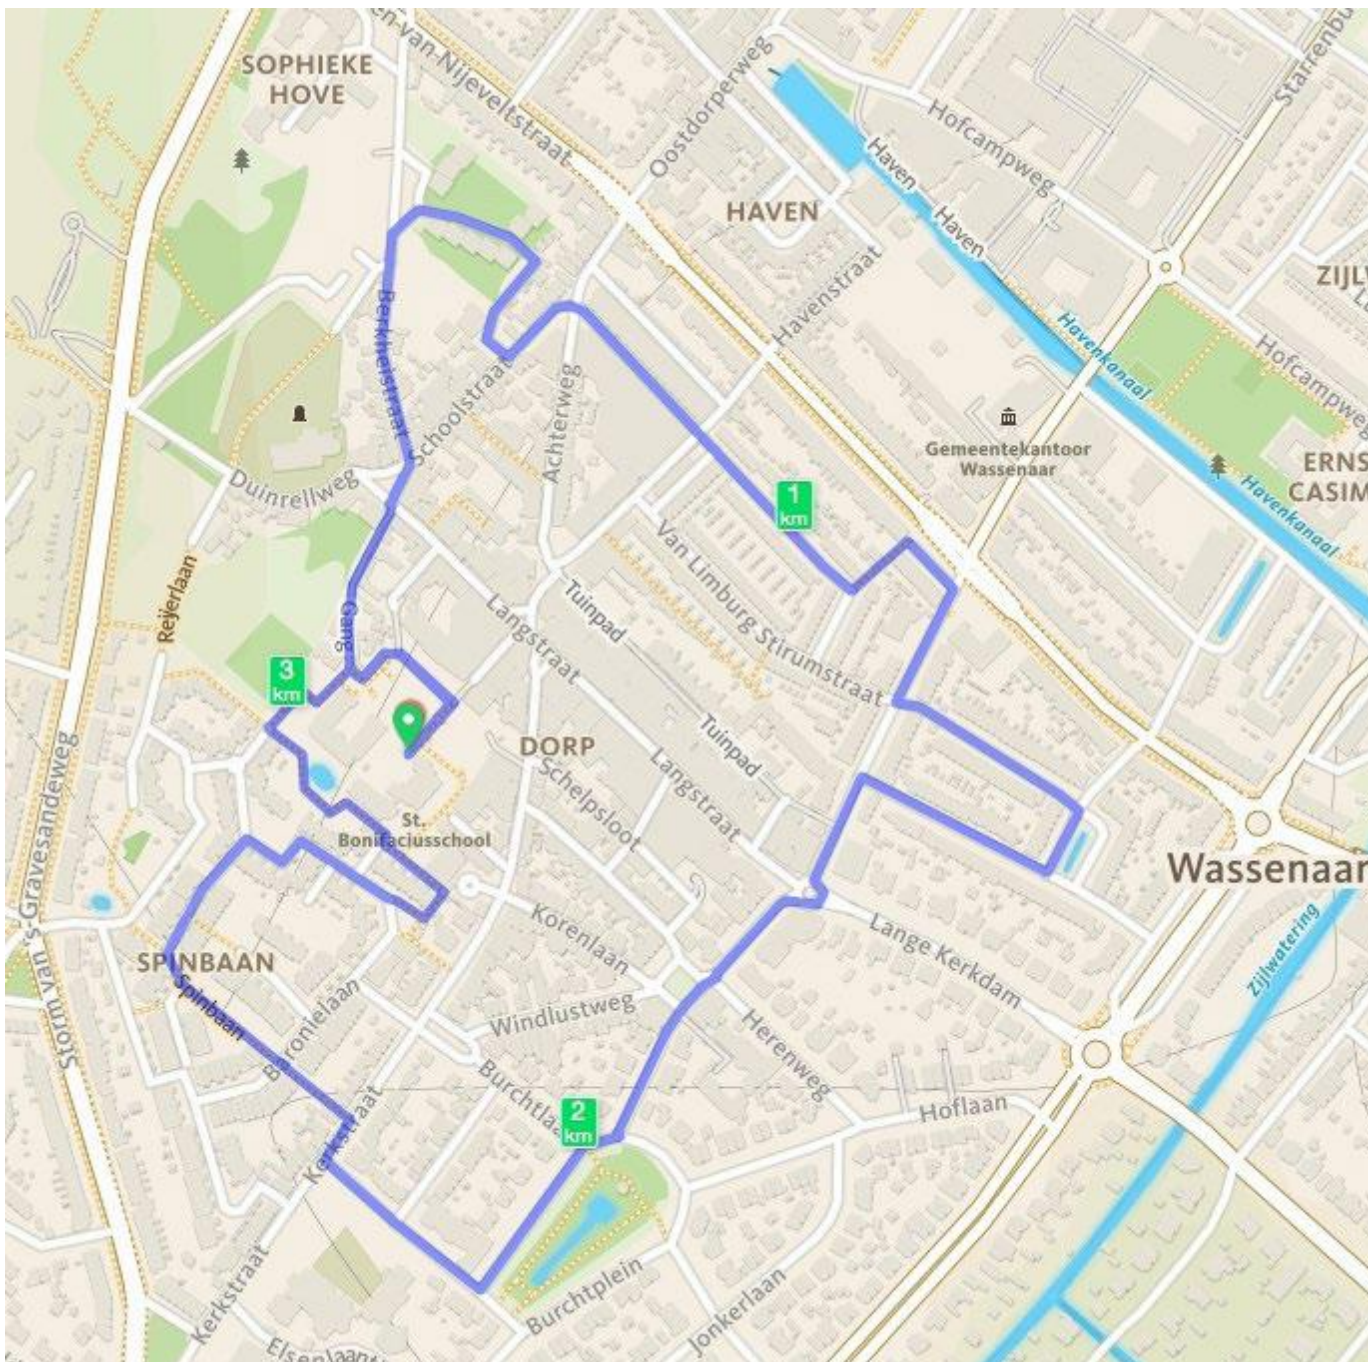 en-van-Nijeveltstraat
SOPHIEKE
HOVE
Oostdorperweg
Starrenbu
Hofcampweg
Haven
HAVEN
Haven
Havenstraat
ZIJL
Berkheistraat
Havenkanaal
Hofcampweg
Schoolstraat
Achterweg
Gemeentekantoor
Wassenaar
ERNS
CASIM
Duinrellweg
1
km
Havenkanaal
Van Limburg Stirumstraat
Reijerlaan
Gang
Langstraat
Tuinpad
3
km
DORP
Tuinpad
Schelpsloot
Langstraat
St.
Bonifaciusschool
Storm van 's-Gravesandeweg
Wassenaar
Korenlaan
Lange Kerkdam
Zijlwatering
SPINBAAN
Spinbaan
Baronielaan
Windlustweg
Herenweg
Burchtlaa
2
km
Hoflaan
Kerkstraat
Kerkstraat
Burchtplein
Jonkerlaan
Elsenlaant